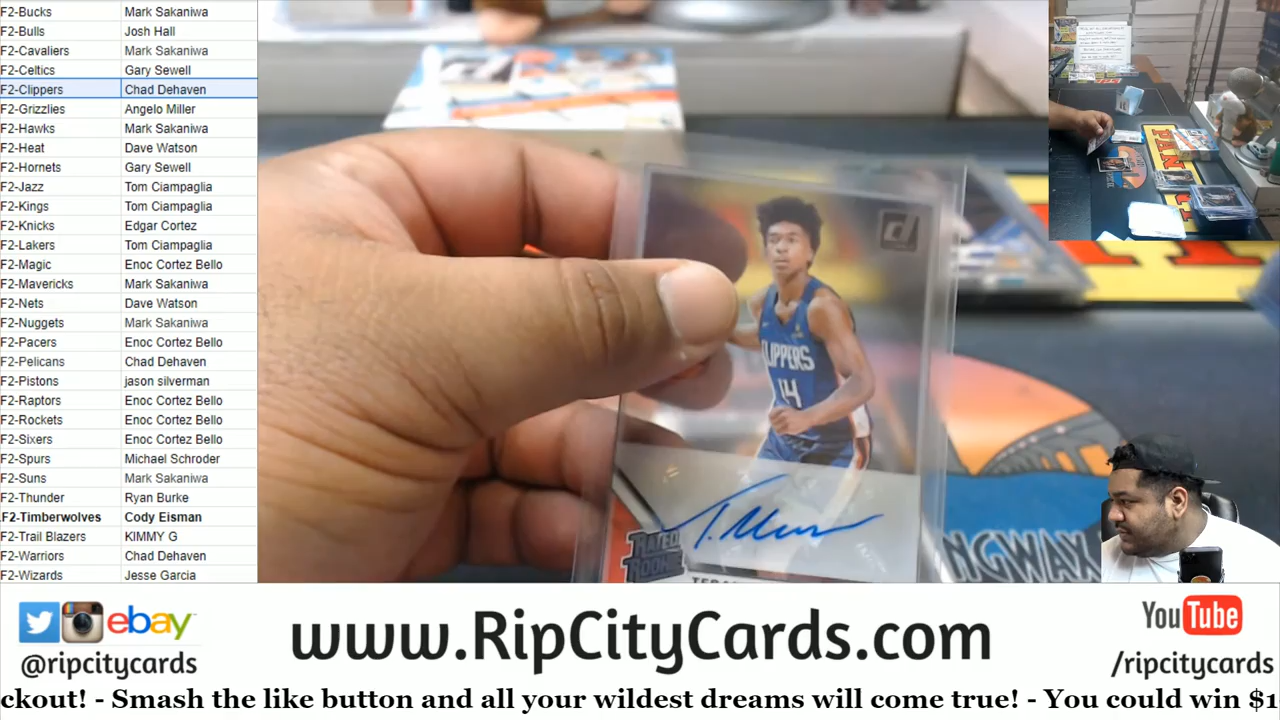 F2-Bucks Mark Sakaniwa
F2-Bulls Josh Hall
F2-Cavaliers Mark Sakaniwa
F2-Celtics Gary Sewell
F2-Clippers Chad Dehaven
F2-Grizzlies Angelo Miller
F2-Hawks Mark Sakaniwa
F2-Heat Dave Watson
F2-Hornets Gary Sewell
F2-Jazz Tom Ciampaglia
F2-Kings Tom Ciampaglia
F2-Knicks Edgar Cortez
F2-Lakers Tom Ciampaglia
F2-Magic Enoc Cortez Bello
F2-Mavericks Mark Sakaniwa
F2-Nets Dave Watson
F2-Nuggets Mark Sakaniwa
F2-Pacers Enoc Cortez Bello
F2-Pelicans Chad Dehaven
F2-Pistons jason silverman
F2-Raptors Enoc Cortez Bello
F2-Rockets Enoc Cortez Bello
F2-Sixers Enoc Cortez Bello
F2-Spurs Michael Schroder
F2-Suns Mark Sakaniwa
F2-Thunder Ryan Burke
F2-Timberwolves Cody Eisman
F2-Trail Blazers KIMMY G
F2-Warriors Chad Dehaven
F2-Wizards Jesse Garcia
CLIPPERS
14
RATED
ROOKIE
NGWAX
PANI
ebay
@ripcitycards
www.RipCityCards.com
YouTube
/ripcitycards
ckout! - Smash the like button and all your wildest dreams will come true! - You could win $1